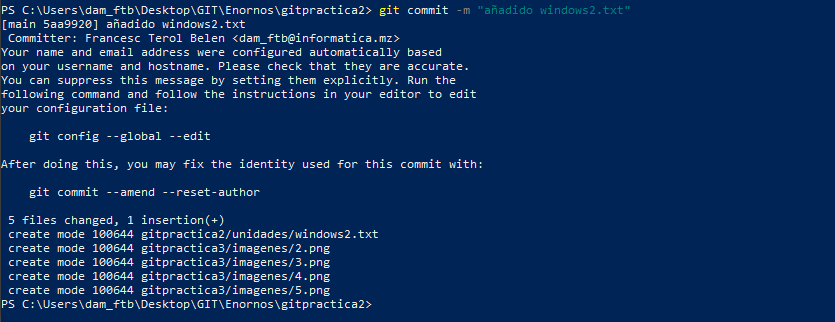 PS C:\Users\dam_ftb\Desktop\GIT\Enornos\gitpractica2> git commit -m "añadido windows2.txt"
[main 5aa9920] añadido windows2.txt
 Committer: Francesc Terol Belen <dam_ftb@informatica.mz>
Your name and email address were configured automatically based
on your username and hostname. Please check that they are accurate.
You can suppress this message by setting them explicitly. Run the
following command and follow the instructions in your editor to edit
your configuration file:
    git config --global --edit
After doing this, you may fix the identity used for this commit with:
    git commit --amend --reset-author
 5 files changed, 1 insertion(+)
 create mode 100644 gitpractica2/unidades/windows2.txt
 create mode 100644 gitpractica3/imagenes/2.png
 create mode 100644 gitpractica3/imagenes/3.png
 create mode 100644 gitpractica3/imagenes/4.png
 create mode 100644 gitpractica3/imagenes/5.png
PS C:\Users\dam_ftb\Desktop\GIT\Enornos\gitpractica2>